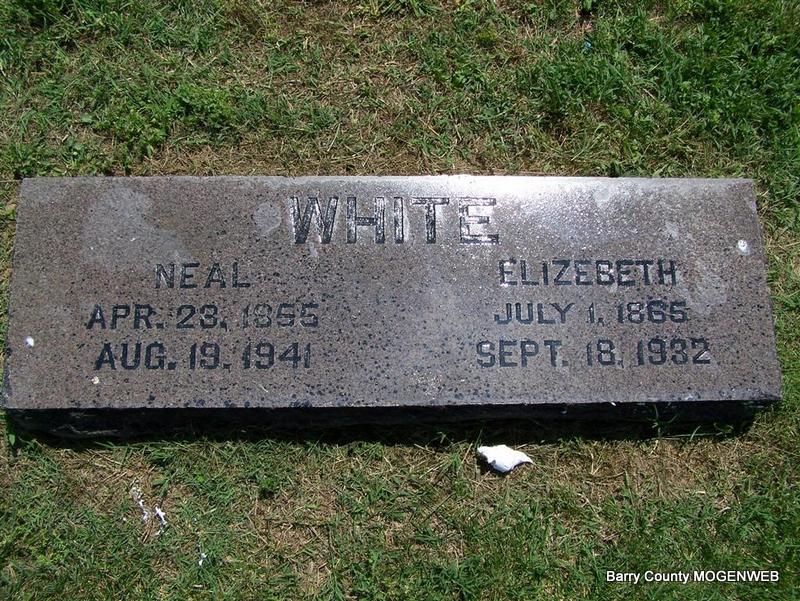 WHITE
NEAL
APR. 23, 1855
AUG. 19, 1941
ELIZEBETH
JULY 1, 1865
SEPT. 18, 1932
Barry County MOGENWEB